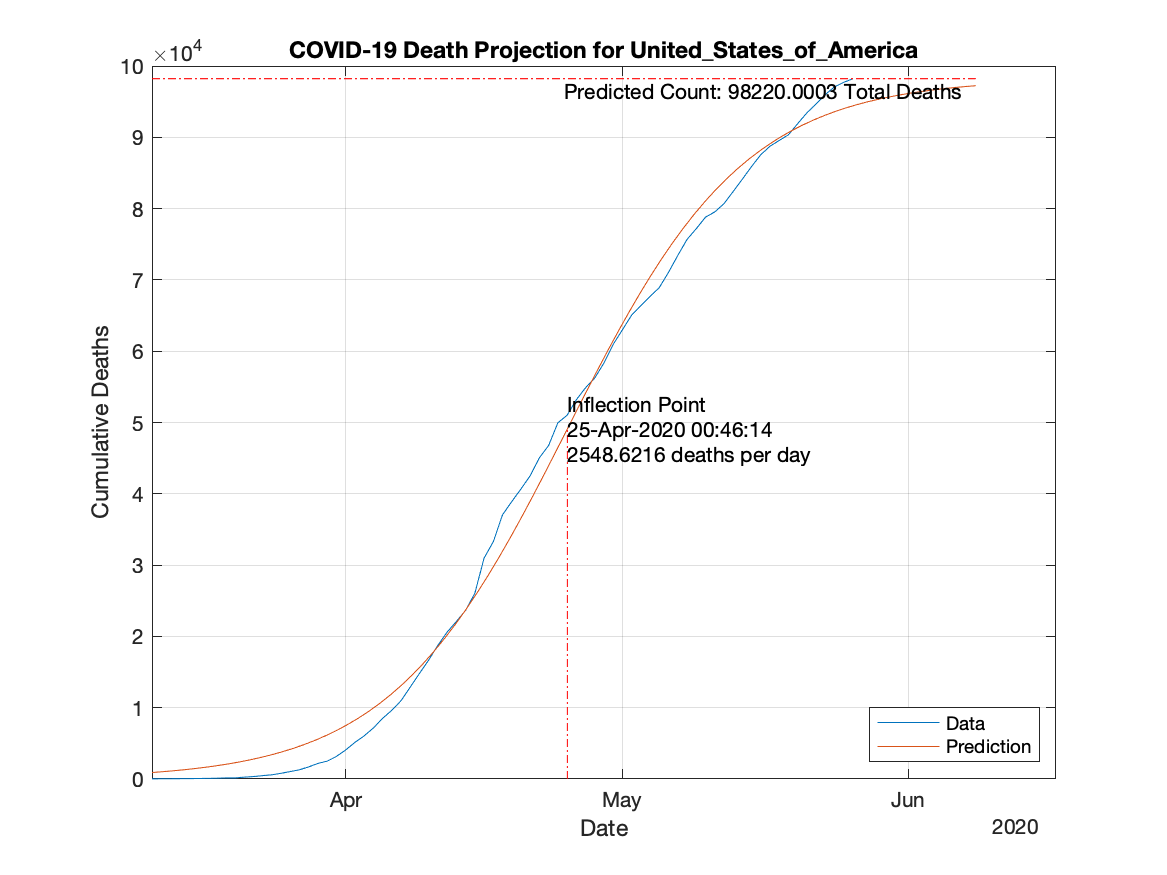 COVID-19 Death Projection for United_States_of_America
×10^4
10
Predicted Count: 98220.0003 Total Deaths
9
8
7
6
Inflection Point
5
25-Apr-2020 00:46:14
2548.6216 deaths per day
4
3
2
1
0
Cumulative Deaths
Data
Prediction
Apr May Jun
Date
2020